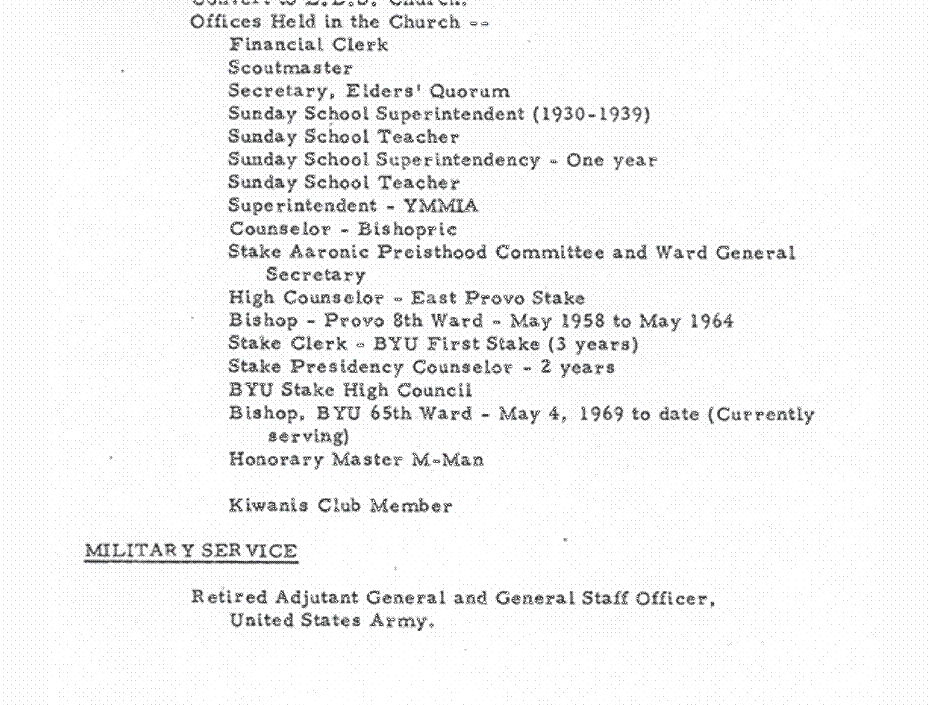 Convert to L.D.S. Church.
Offices Held in the Church --
Financial Clerk
Scoutmaster
Secretary, Elders' Quorum
Sunday School Superintendent (1930-1939)
Sunday School Teacher
Sunday School Superintendency - One year
Sunday School Teacher
Superintendent - YMMIA
Counselor - Bishopric
Stake Aaronic Preisthood Committee and Ward General
Secretary
High Counselor - East Provo Stake
Bishop - Provo 8th Ward - May 1958 to May 1964
Stake Clerk - BYU First Stake (3 years)
Stake Presidency Counselor - 2 years
BYU Stake High Council
Bishop, BYU 65th Ward - May 4, 1969 to date (Currently
serving)
Honorary Master M-Man
Kiwanis Club Member
MILITARY SERVICE
Retired Adjutant General and General Staff Officer,
United States Army.